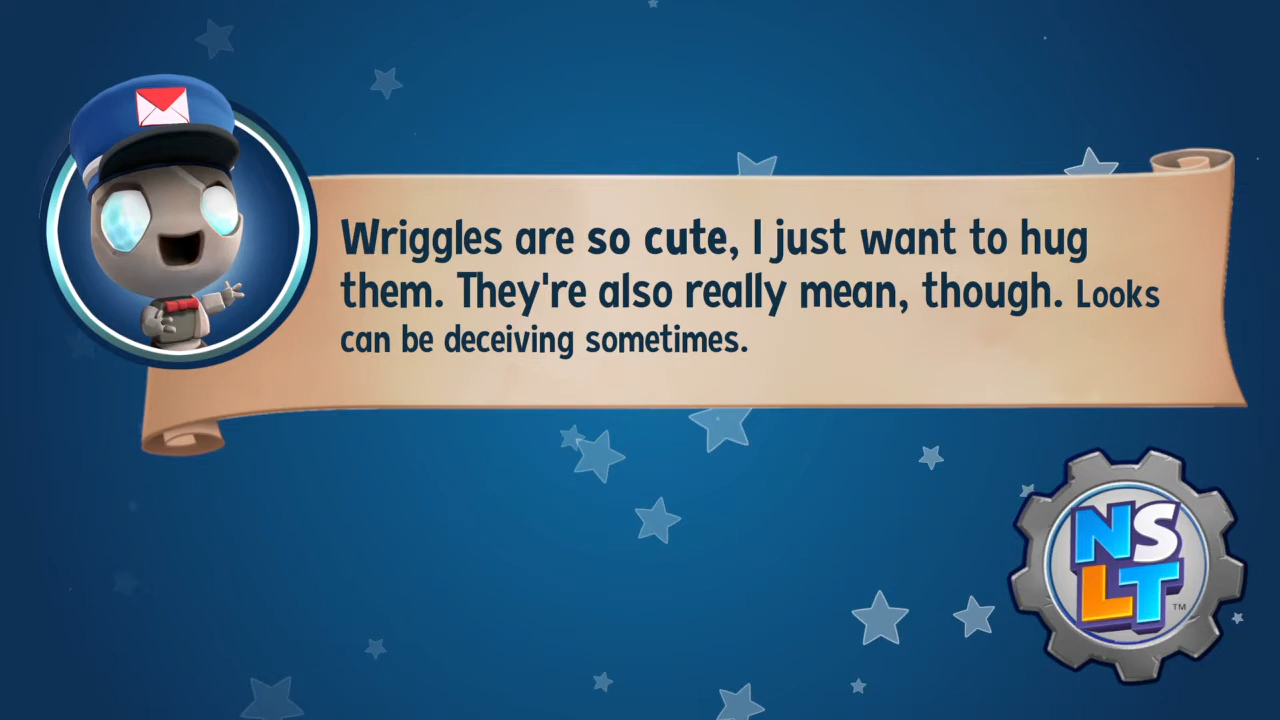 Wriggles are so cute, I just want to hug
them. They're also really mean, though. Looks
can be deceiving sometimes.
NS
LT
TM